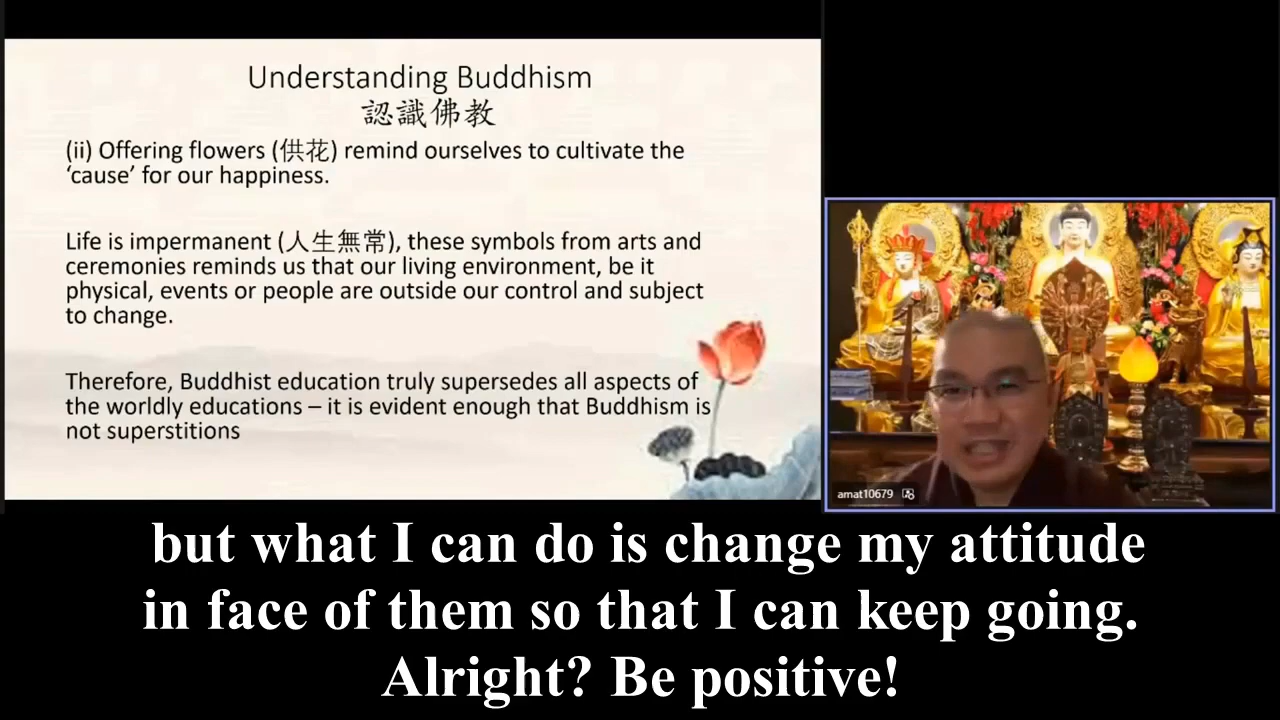 Understanding Buddhism
認識佛教
(ii) Offering flowers (供花) remind ourselves to cultivate the
‘cause’ for our happiness.
Life is impermanent (人生無常), these symbols from arts and
ceremonies reminds us that our living environment, be it
physical, events or people are outside our control and subject
to change.
Therefore, Buddhist education truly supersedes all aspects of
the worldly educations – it is evident enough that Buddhism is
not superstitions
amat10679
but what I can do is change my attitude
in face of them so that I can keep going.
Alright? Be positive!